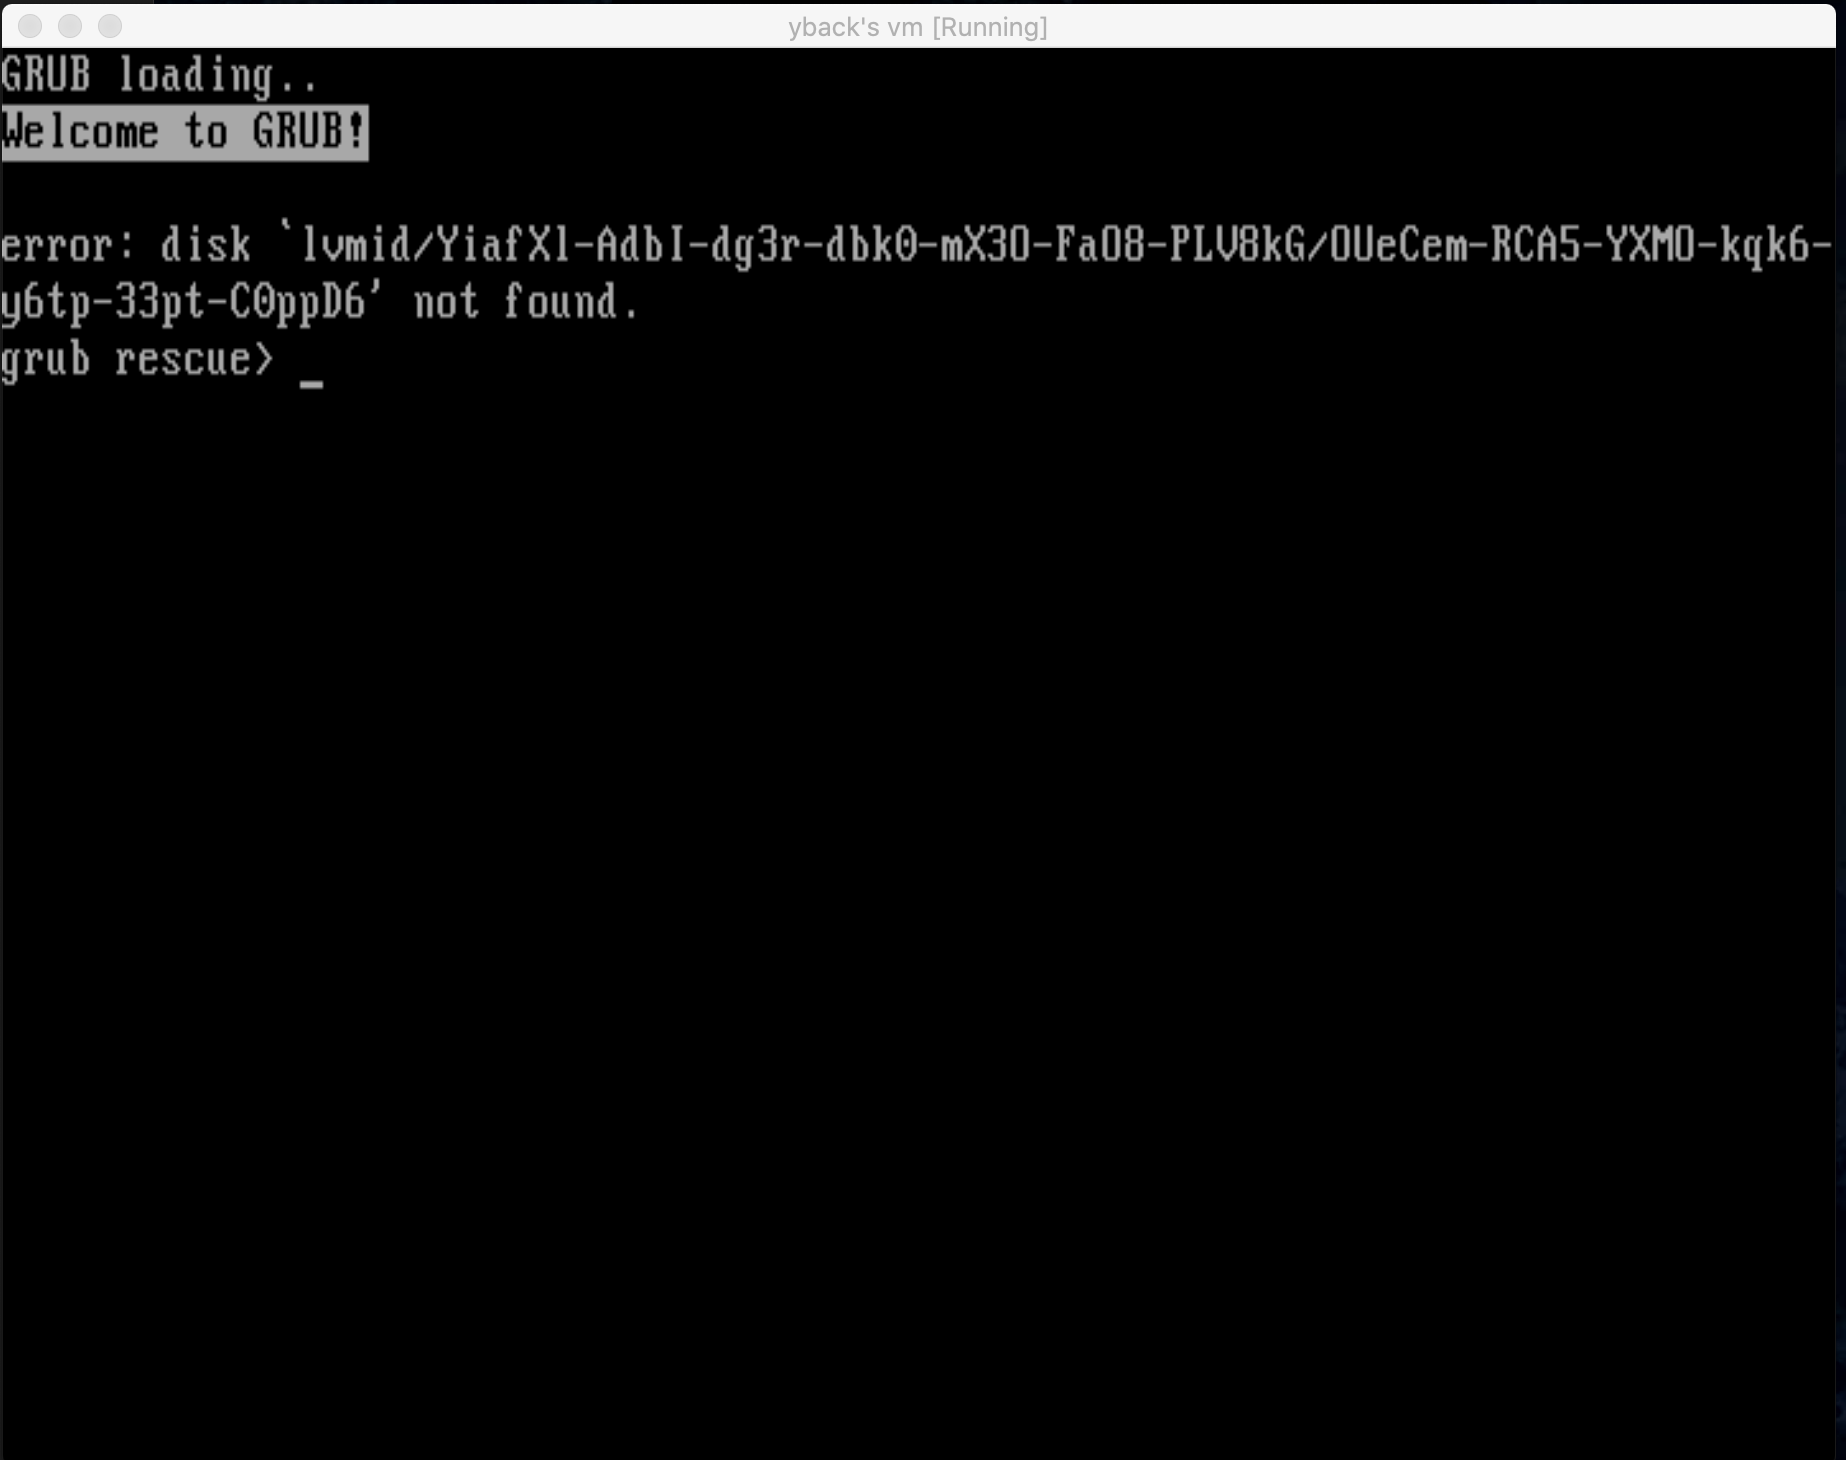 yback's vm [Running]
GRUB loading..
Welcome to GRUB!
error: disk `lvmid/YiafXl-AdbI-dg3r-dbk0-mX3O-FaO8-PLV8kG/OUeCem-RCA5-YXMO-kqk6-
y6tp-33pt-C0ppD6' not found.
grub rescue> _